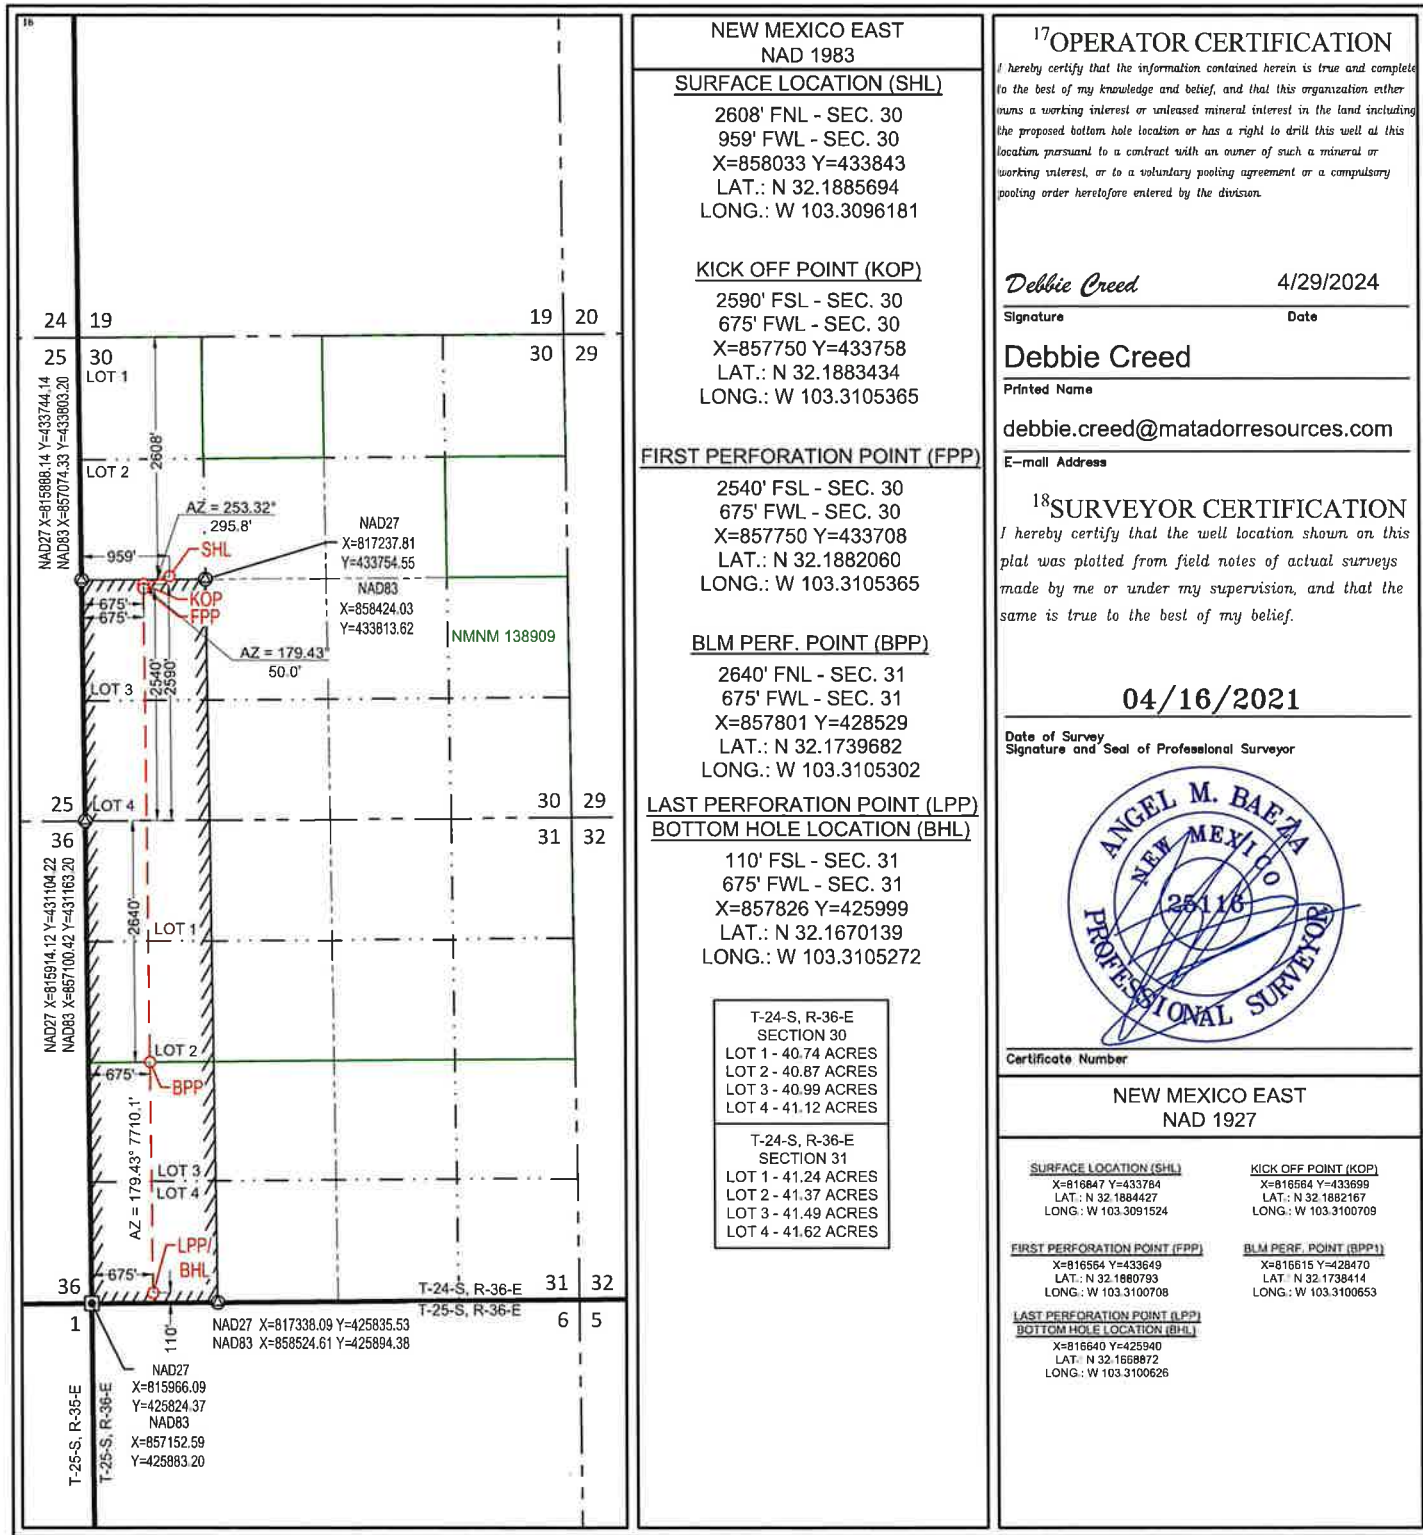 16
24 19
19 20
25 30
30 29
LOT 1
NAD27 X=815888.14 Y=433744.14
NAD83 X=857074.33 Y=433803.20
2608'
LOT 2
AZ = 253.32°
295.8'
NAD27
X=817237.81
Y=433754.55
NAD83
X=858424.03
Y=433813.62
959'
SHL
KOP
FPP
675'
675'
NMNM 138909
AZ = 179.43°
50.0'
2540'
2590'
LOT 3
25
LOT 4
30 29
36
31 32
NAD27 X=815914.12 Y=431104.22
NAD83 X=857100.42 Y=431163.20
2640'
LOT 1
LOT 2
675'
BPP
AZ = 179.43° 7710.1'
LOT 3
LOT 4
LPP/
BHL
675'
36
T-24-S, R-36-E
31 32
1
T-25-S, R-36-E
6 5
110'
NAD27 X=817338.09 Y=425835.53
NAD83 X=858524.61 Y=425894.38
NAD27
X=815966.09
Y=425824.37
NAD83
X=857152.59
Y=425883.20
T-25-S, R-35-E
T-25-S, R-36-E
NEW MEXICO EAST
NAD 1983
SURFACE LOCATION (SHL)
2608' FNL - SEC. 30
959' FWL - SEC. 30
X=858033 Y=433843
LAT.: N 32.1885694
LONG.: W 103.3096181
KICK OFF POINT (KOP)
2590' FSL - SEC. 30
675' FWL - SEC. 30
X=857750 Y=433758
LAT.: N 32.1883434
LONG.: W 103.3105365
FIRST PERFORATION POINT (FPP)
2540' FSL - SEC. 30
675' FWL - SEC. 30
X=857750 Y=433708
LAT.: N 32.1882060
LONG.: W 103.3105365
BLM PERF. POINT (BPP)
2640' FNL - SEC. 31
675' FWL - SEC. 31
X=857801 Y=428529
LAT.: N 32.1739682
LONG.: W 103.3105302
LAST PERFORATION POINT (LPP)
BOTTOM HOLE LOCATION (BHL)
110' FSL - SEC. 31
675' FWL - SEC. 31
X=857826 Y=425999
LAT.: N 32.1670139
LONG.: W 103.3105272
T-24-S, R-36-E
SECTION 30
LOT 1 - 40.74 ACRES
LOT 2 - 40.87 ACRES
LOT 3 - 40.99 ACRES
LOT 4 - 41.12 ACRES
T-24-S, R-36-E
SECTION 31
LOT 1 - 41.24 ACRES
LOT 2 - 41.37 ACRES
LOT 3 - 41.49 ACRES
LOT 4 - 41.62 ACRES
17OPERATOR CERTIFICATION
I hereby certify that the information contained herein is true and complete
to the best of my knowledge and belief, and that this organization either
owns a working interest or unleased mineral interest in the land including
the proposed bottom hole location or has a right to drill this well at this
location pursuant to a contract with an owner of such a mineral or
working interest, or to a voluntary pooling agreement or a compulsory
pooling order heretofore entered by the division.
Debbie Creed 4/29/2024
Signature Date
Debbie Creed
Printed Name
debbie.creed@matadorresources.com
E-mail Address
18SURVEYOR CERTIFICATION
I hereby certify that the well location shown on this
plat was plotted from field notes of actual surveys
made by me or under my supervision, and that the
same is true to the best of my belief.
04/16/2021
Date of Survey
Signature and Seal of Professional Surveyor
ANGEL M. BAEZA
NEW MEXICO
25116
PROFESSIONAL SURVEYOR
Certificate Number
NEW MEXICO EAST
NAD 1927
SURFACE LOCATION (SHL)
X=816847 Y=433784
LAT.: N 32.1884427
LONG.: W 103.3091524
KICK OFF POINT (KOP)
X=816564 Y=433699
LAT.: N 32.1882167
LONG.: W 103.3100709
FIRST PERFORATION POINT (FPP)
X=816564 Y=433649
LAT.: N 32.1880793
LONG.: W 103.3100708
BLM PERF. POINT (BPP1)
X=816615 Y=428470
LAT.: N 32.1738414
LONG.: W 103.3100653
LAST PERFORATION POINT (LPP)
BOTTOM HOLE LOCATION (BHL)
X=816640 Y=425940
LAT.: N 32.1668872
LONG.: W 103.3100626